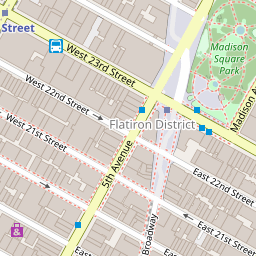 Street
Madison
Square
Park
West 23rd Street
West 22nd Street
Flatiron District
Madison Av
West 21st Street
5th Avenue
East 22nd Street
Broadway
East 21st Street